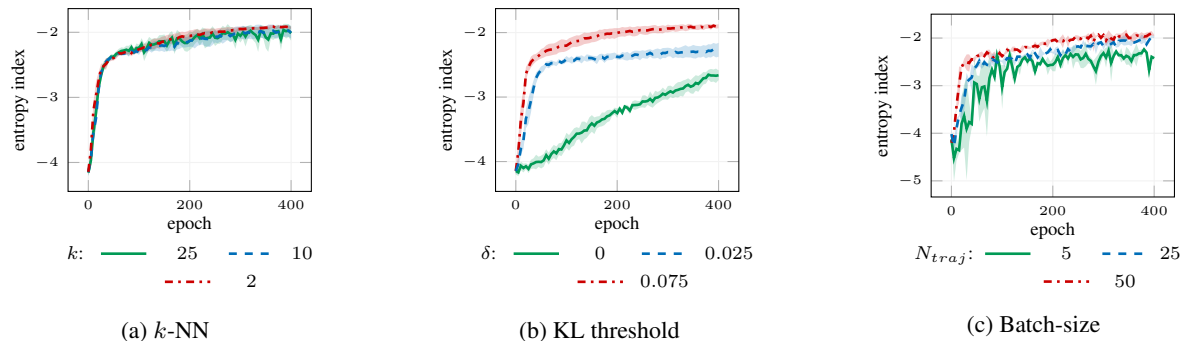 entropy index
−2
−3
−4
0
200
400
epoch
k:
25
10
2
(a) k-NN
entropy index
−2
−3
−4
0
200
400
epoch
δ:
0
0.025
0.075
(b) KL threshold
entropy index
−2
−3
−4
−5
0
200
400
epoch
N_{traj}:
5
25
50
(c) Batch-size